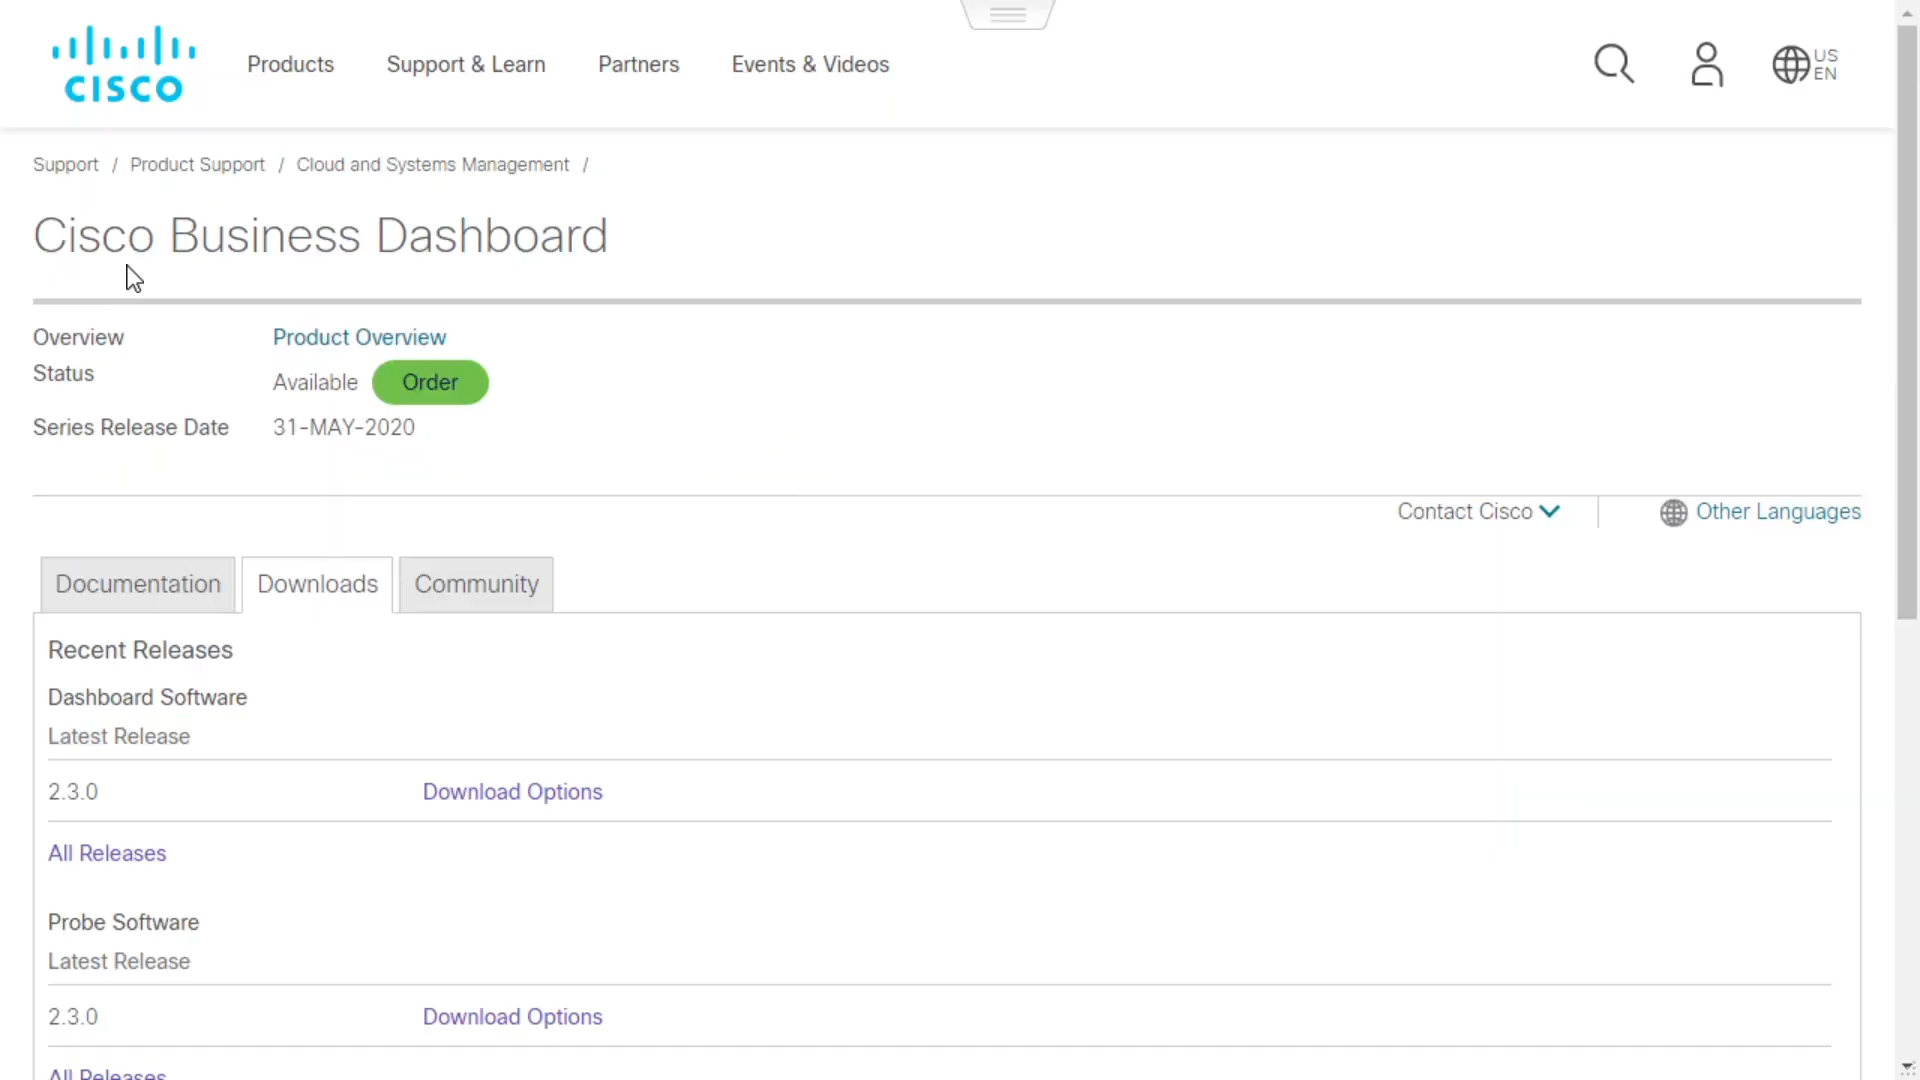 CISCO
Products
Support & Learn
Partners
Events & Videos
US
EN
Support / Product Support / Cloud and Systems Management /
Cisco Business Dashboard
Overview Product Overview
Status Available Order
Series Release Date 31-MAY-2020
Contact Cisco
Other Languages
Documentation
Downloads
Community
Recent Releases
Dashboard Software
Latest Release
2.3.0 Download Options
All Releases
Probe Software
Latest Release
2.3.0 Download Options
All Releases